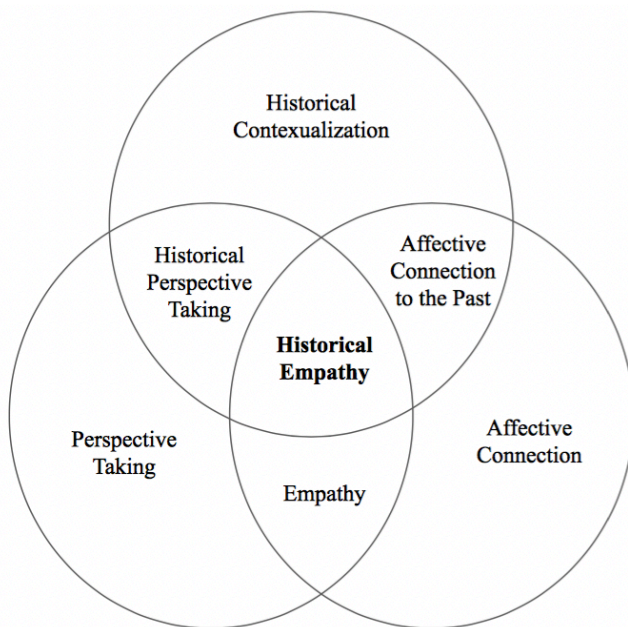 Historical
Contexualization
Historical
Perspective
Taking
Affective
Connection
to the Past
Historical
Empathy
Perspective
Taking
Affective
Connection
Empathy